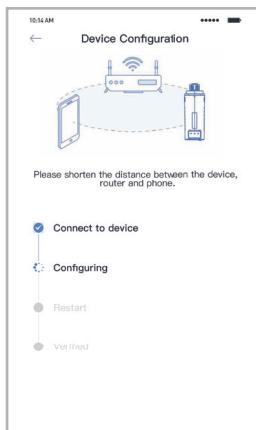 10:14 AM
Device Configuration
Please shorten the distance between the device,
router and phone.
Connect to device
Configuring
Restart
Verified